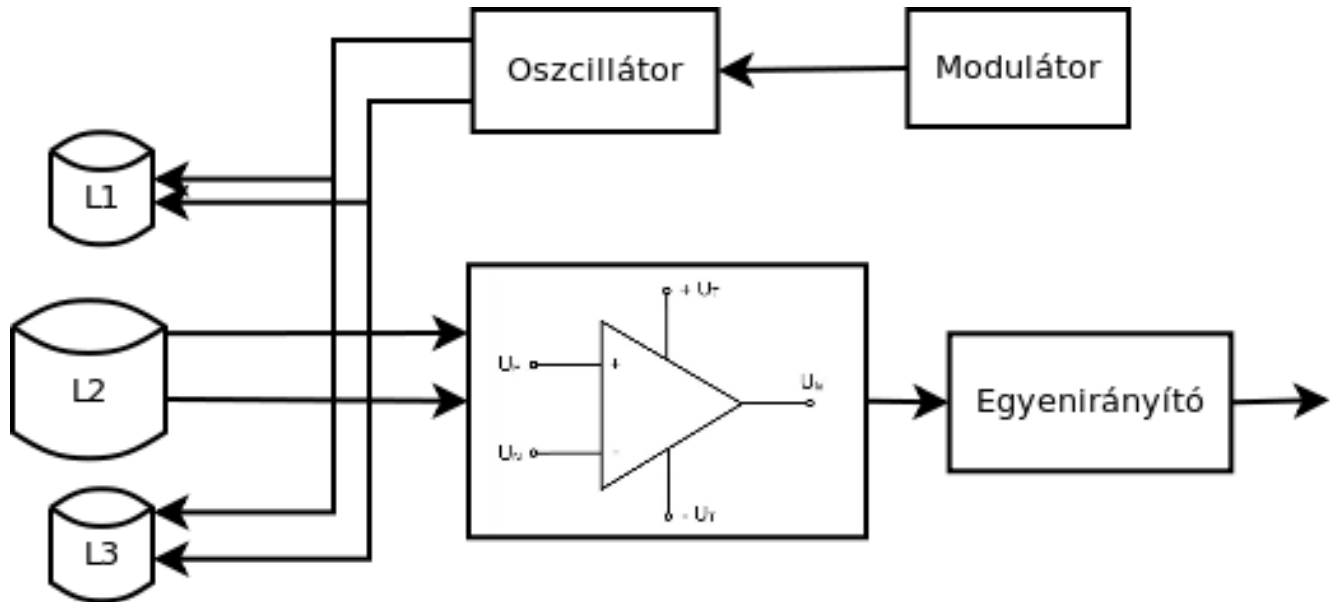 Oszcillátor
Modulátor
L1
L2
L3
+ U
+
U
-
- U
Egyenirányító